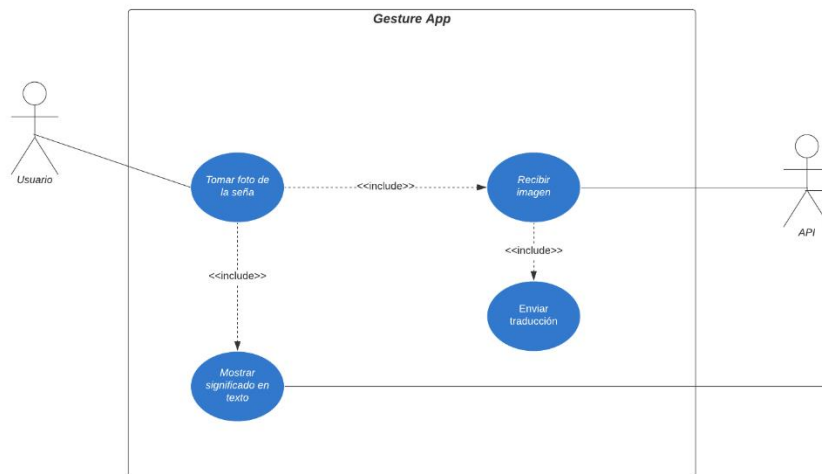 Gesture App
Usuario
Tomar foto de
la seña
<<include>>
Recibir
imagen
API
<<include>>
<<include>>
Enviar
traducción
Mostrar
significado en
texto